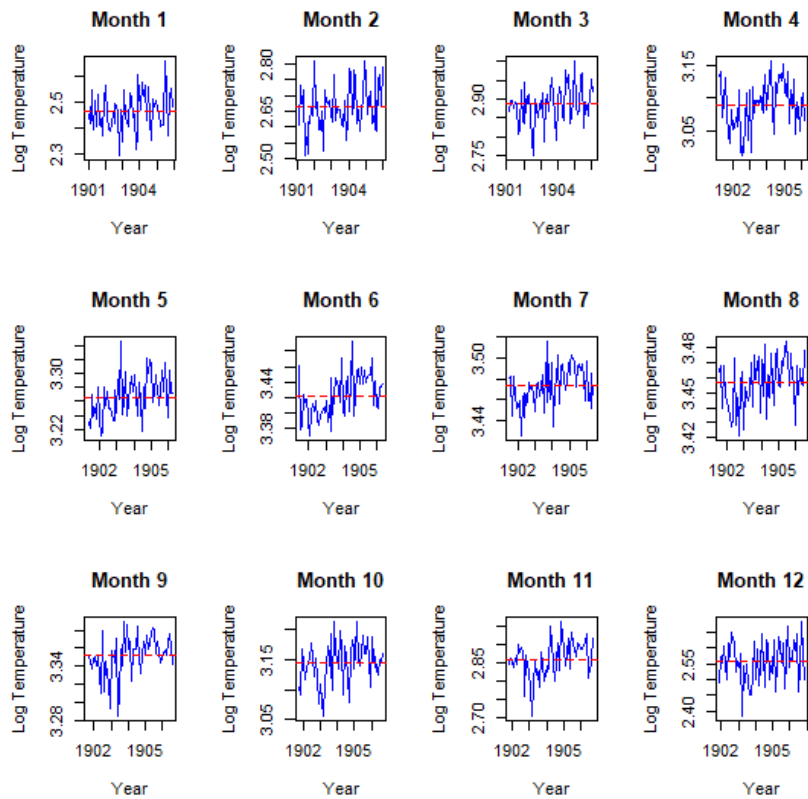 Month 1 Month 2 Month 3 Month 4
Log Temperature Log Temperature Log Temperature Log Temperature
2.5 2.80 2.90 3.15
2.3 2.65 2.75 3.05
2.50
1901 1904 1901 1904 1901 1904 1902 1905
Year Year Year Year
Month 5 Month 6 Month 7 Month 8
Log Temperature Log Temperature Log Temperature Log Temperature
3.30 3.44 3.50 3.48
3.22 3.38 3.44 3.45
3.42
1902 1905 1902 1905 1902 1905 1902 1905
Year Year Year Year
Month 9 Month 10 Month 11 Month 12
Log Temperature Log Temperature Log Temperature Log Temperature
3.34 3.15 2.85 2.55
3.28 3.05 2.70 2.40
1902 1905 1902 1905 1902 1905 1902 1905
Year Year Year Year